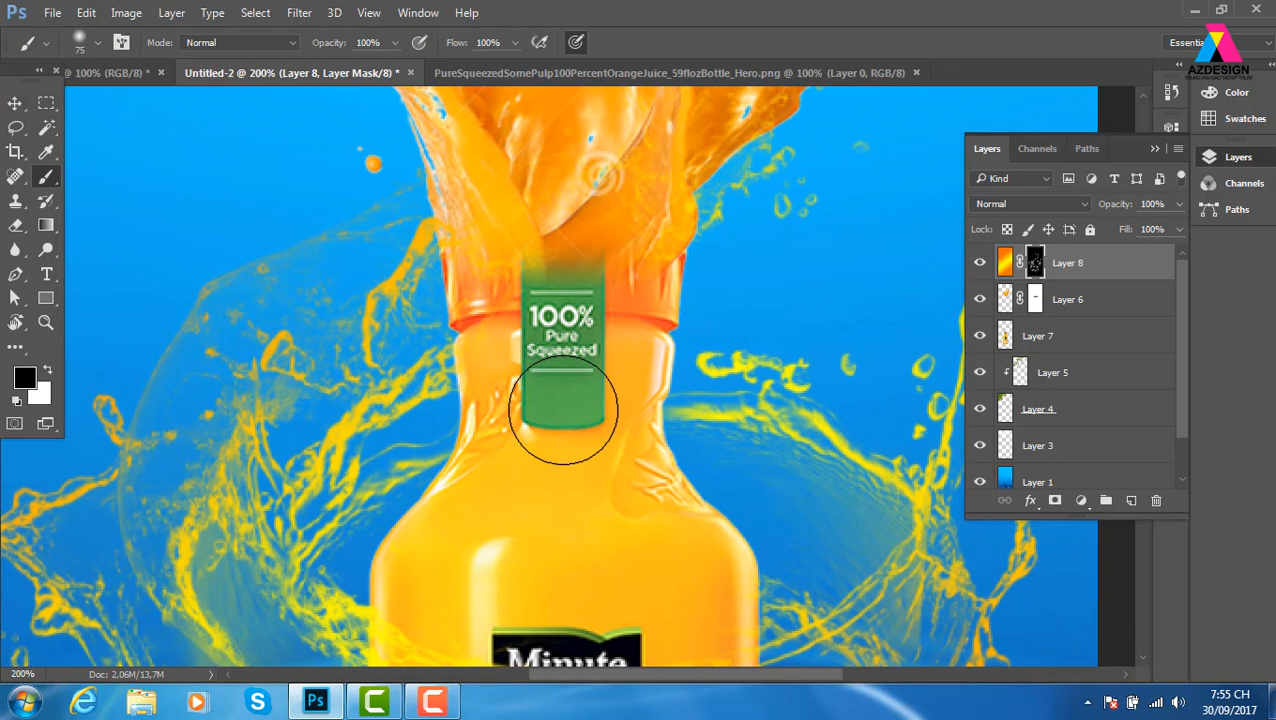 Ps File Edit Image Layer Type Select Filter 3D View Window Help
75 Mode: Normal Opacity: 100% Flow: 100% Essentia
AZDESIGN
@ 100% (RGB/8) * × Untitled-2 @ 200% (Layer 8, Layer Mask/8) * × PureSqueezedSomePulp100PercentOrangeJuice_59flozBottle_Hero.png @ 100% (Layer 0, RGB/8) ×
Color
Swatches
Layers
Channels
Paths
Layers Channels Paths
Kind
Normal Opacity: 100%
Lock: Fill: 100%
Layer 8
Layer 6
Layer 7
Layer 5
Layer 4
Layer 3
Layer 1
fx
100%
Pure
Squeezed
Minute
200% Doc: 2,06M/13,7M
Ps
7:55 CH
30/09/2017